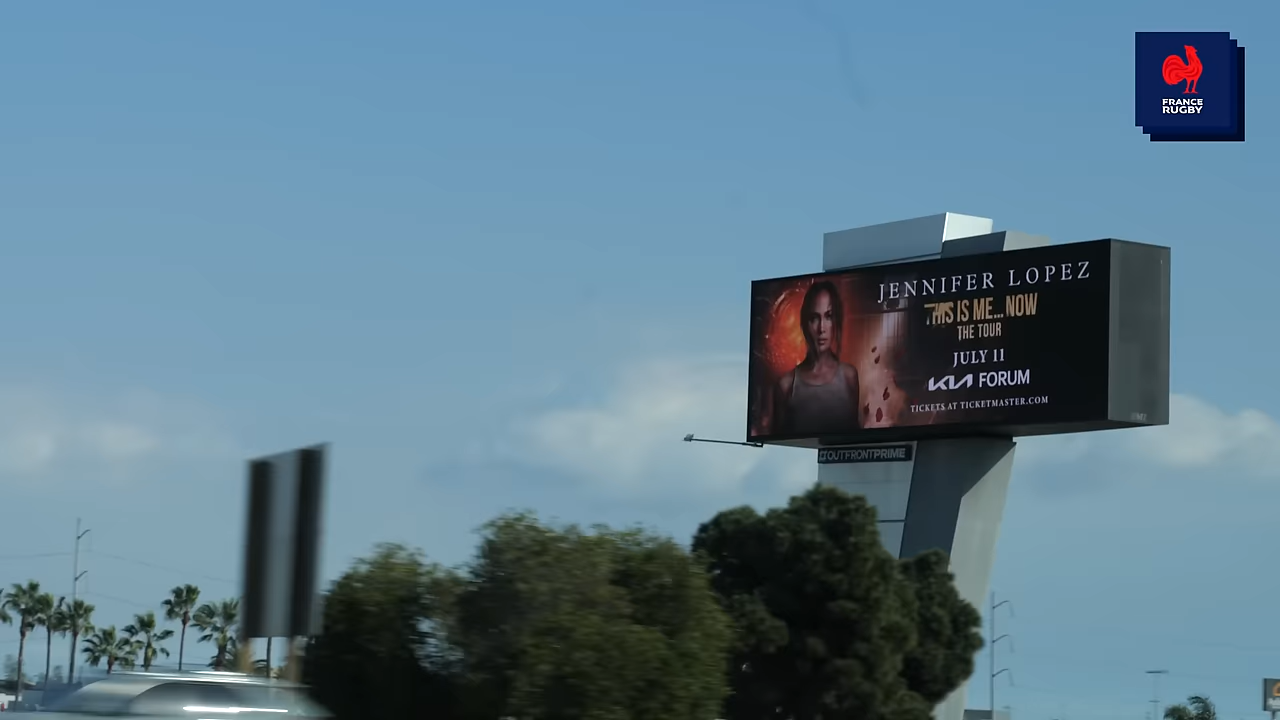 FRANCE
RUGBY
JENNIFER LOPEZ
THIS IS ME...NOW
THE TOUR
JULY 11
KIA FORUM
TICKETS AT TICKETMASTER.COM
OUTFRONTPRIME